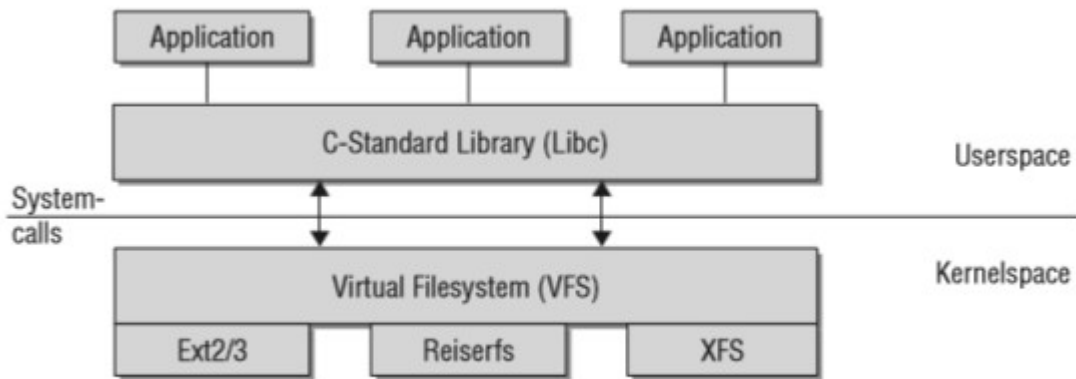 Application
Application
Application
C-Standard Library (Libc)
Userspace
System-
calls
Virtual Filesystem (VFS)
Kernelspace
Ext2/3
Reiserfs
XFS